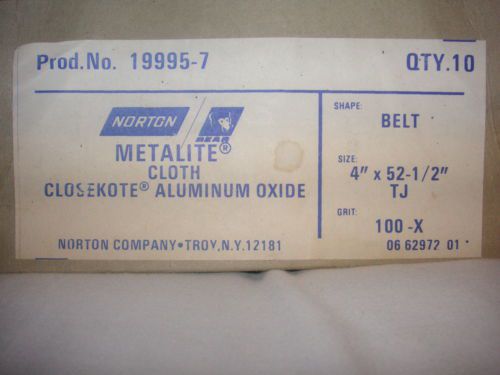 Prod.No. 19995-7
QTY.10
NORTON
BEAR
METALITE®
CLOTH
CLOSEKOTE® ALUMINUM OXIDE
NORTON COMPANY•TROY, N.Y. 12181
SHAPE:
BELT
SIZE:
4" x 52-1/2"
TJ
GRIT:
100 -X
06 62972 01